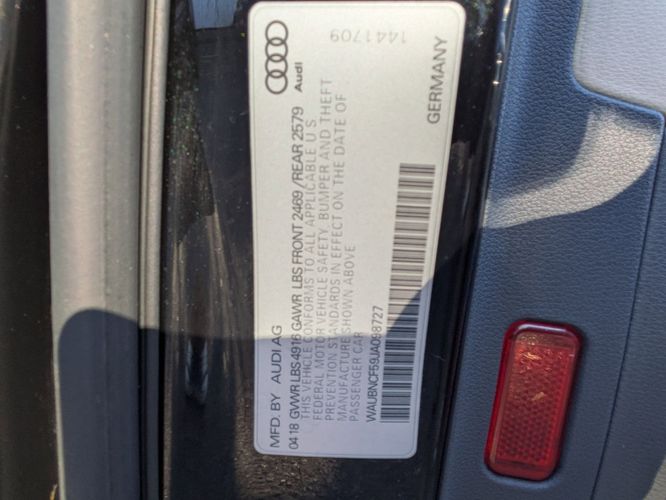 Audi
1441709
MFD. BY AUDI AG
GERMANY
0418 GVWR LBS 4916 GAWR LBS FRONT 2469 / REAR 2579
THIS VEHICLE CONFORMS TO ALL APPLICABLE U S
FEDERAL MOTOR VEHICLE SAFETY, BUMPER AND THEFT
PREVENTION STANDARDS IN EFFECT ON THE DATE OF
MANUFACTURE SHOWN ABOVE
PASSENGER CAR
WAUBNCF59JA098727